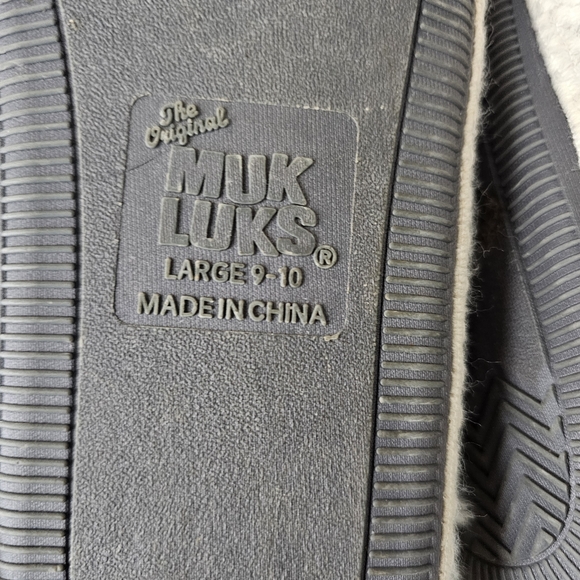 The
Original
MUK
LUKS®
LARGE 9-10
MADE IN CHiNA